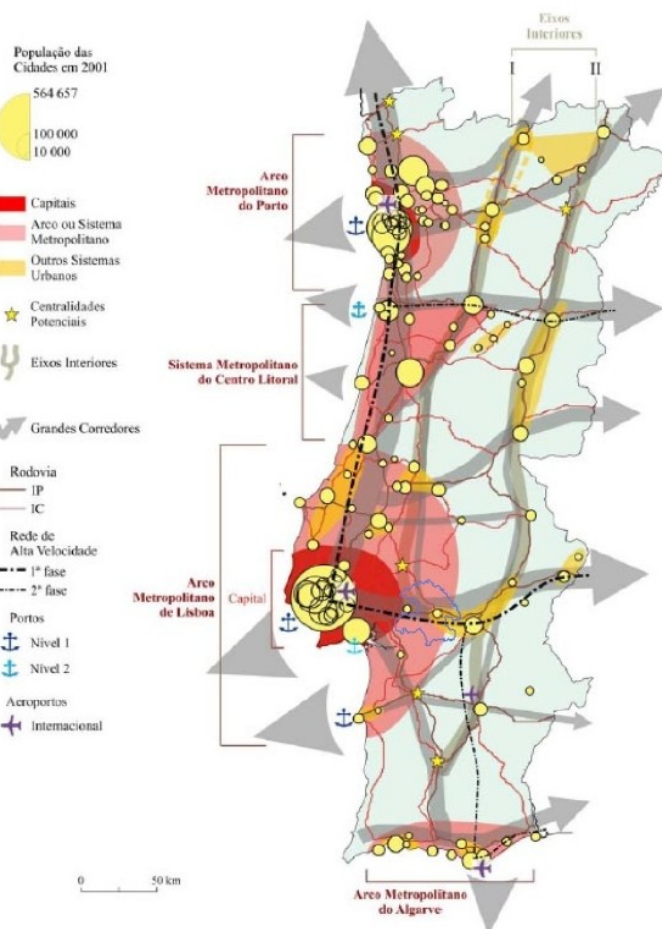 Eixos
Interiores
I II
População das
Cidades em 2001
564 657
100 000
10 000
Capitais
Arco ou Sistema
Metropolitano
Outros Sistemas
Urbanos
Centralidades
Potenciais
Eixos Interiores
Grandes Corredores
Rodovia
IP
IC
Rede de
Alta Velocidade
1ª fase
2ª fase
Portos
Nível 1
Nível 2
Aeroportos
Internacional
0 50 km
Arco
Metropolitano
do Porto
Sistema Metropolitano
do Centro Litoral
Arco
Metropolitano
de Lisboa
Capital
Arco Metropolitano
do Algarve